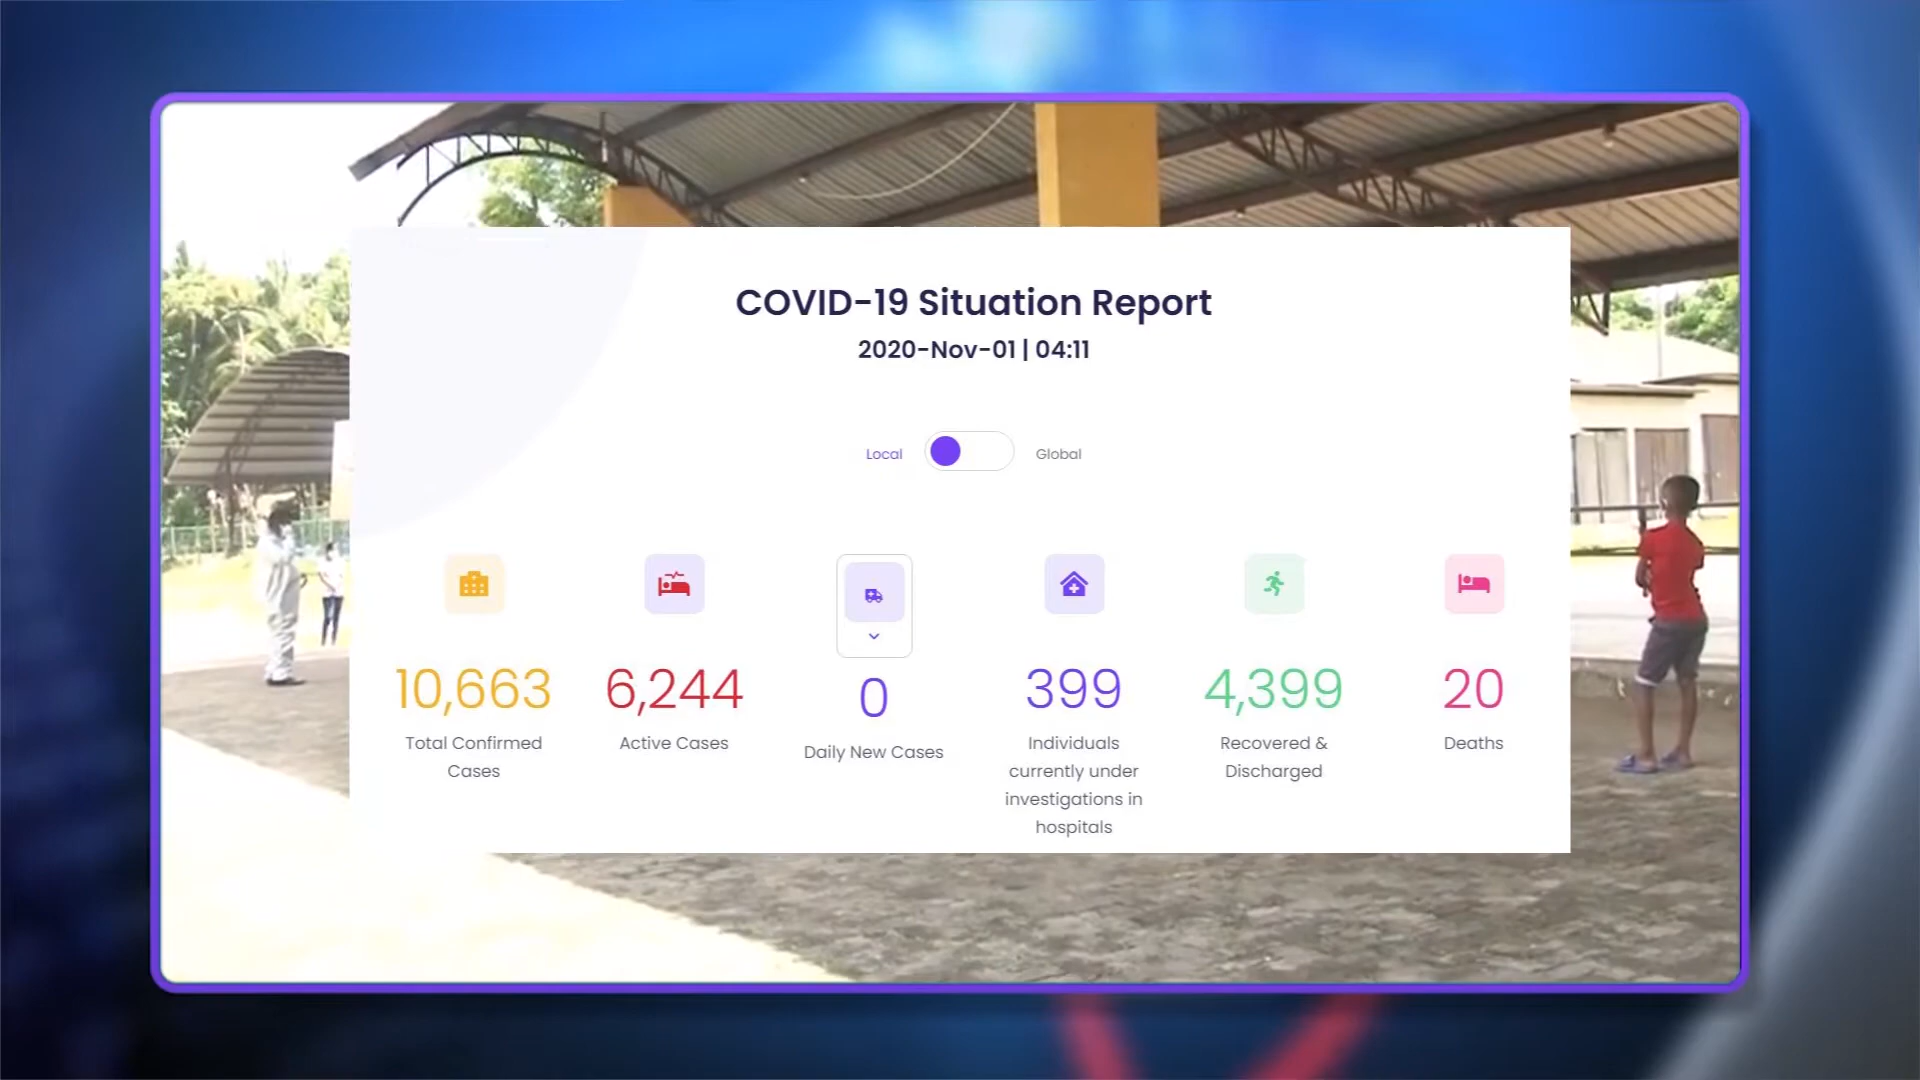 COVID-19 Situation Report
2020-Nov-01 | 04:11
Local
Global
10,663
Total Confirmed
Cases
6,244
Active Cases
0
Daily New Cases
399
Individuals
currently under
investigations in
hospitals
4,399
Recovered &
Discharged
20
Deaths